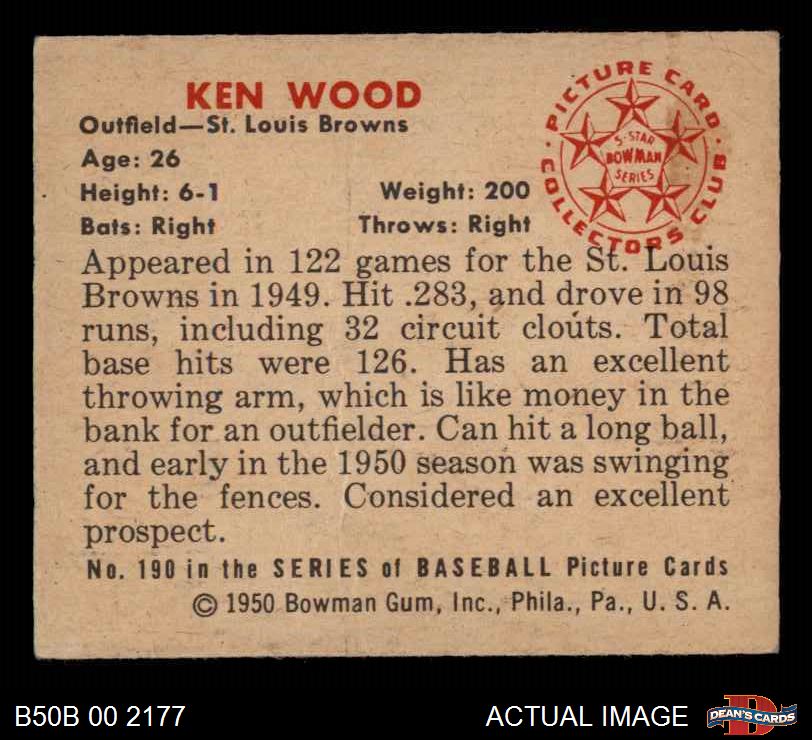 KEN WOOD
Outfield—St. Louis Browns
Age: 26
Height: 6-1 Weight: 200
Bats: Right Throws: Right
PICTURE CARD
COLLECTORS CLUB
5-STAR
BOWMAN
SERIES
Appeared in 122 games for the St. Louis
Browns in 1949. Hit .283, and drove in 98
runs, including 32 circuit clouts. Total
base hits were 126. Has an excellent
throwing arm, which is like money in the
bank for an outfielder. Can hit a long ball,
and early in the 1950 season was swinging
for the fences. Considered an excellent
prospect.
No. 190 in the SERIES of BASEBALL Picture Cards
© 1950 Bowman Gum, Inc., Phila., Pa., U. S. A.
B50B 00 2177 ACTUAL IMAGE
B
DEAN'S CARDS